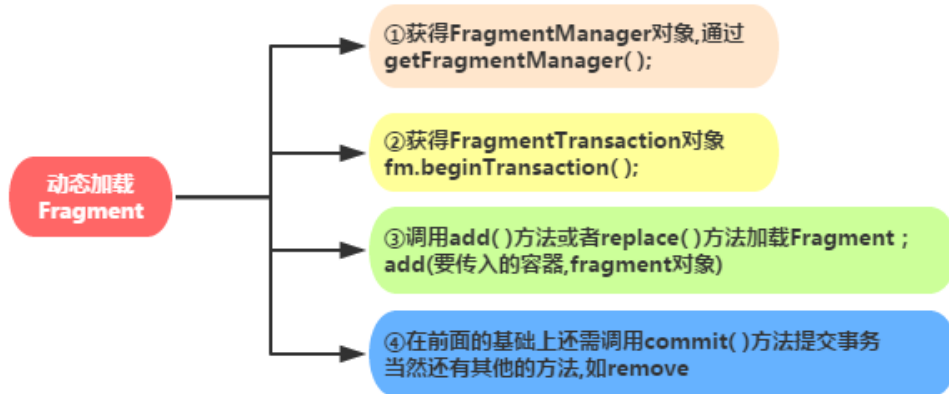 动态加载
Fragment
①获得FragmentManager对象,通过
getFragmentManager( );
②获得FragmentTransaction对象
fm.beginTransaction( );
③调用add( )方法或者replace( )方法加载Fragment；
add(要传入的容器,fragment对象)
④在前面的基础上还需调用commit( )方法提交事务
当然还有其他的方法,如remove